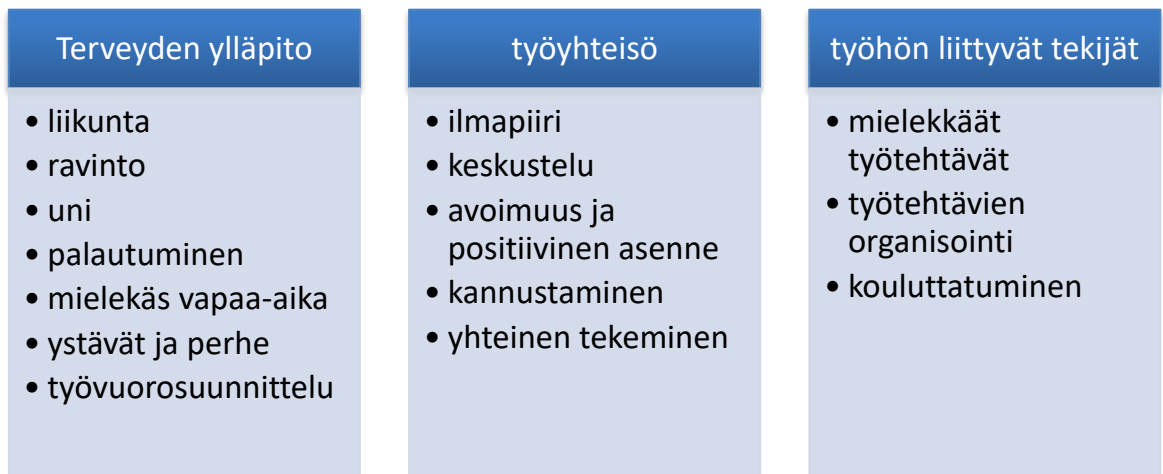 Terveyden ylläpito
• liikunta
• ravinto
• uni
• palautuminen
• mielekäs vapaa-aika
• ystävät ja perhe
• työvuorosuunnittelu
työyhteisö
• ilmapiiri
• keskustelu
• avoimuus ja
positiivinen asenne
• kannustaminen
• yhteinen tekeminen
työhön liittyvät tekijät
• mielekkäät
työtehtävät
• työtehtävien
organisointi
• kouluttatuminen